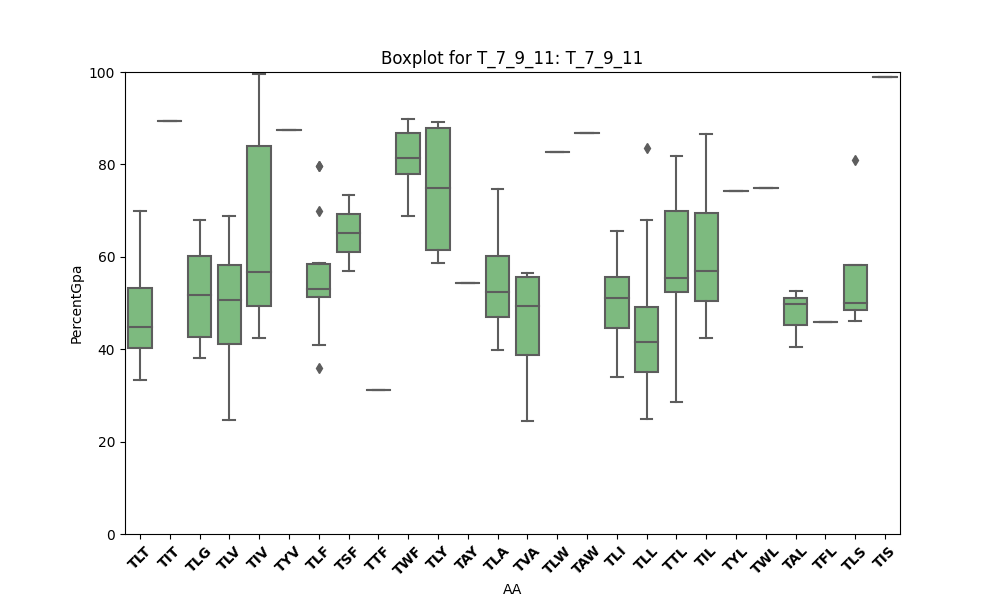 Boxplot for T_7_9_11: T_7_9_11
PercentGpa
100
80
60
40
20
0
TLT TIT TLG TLV TIV TYV TLF TSF TTF TWF TLY TAY TLA TVA TLW TAW TLI TLL TTL TIL TYL TWL TAL TFL TLS TIS
AA